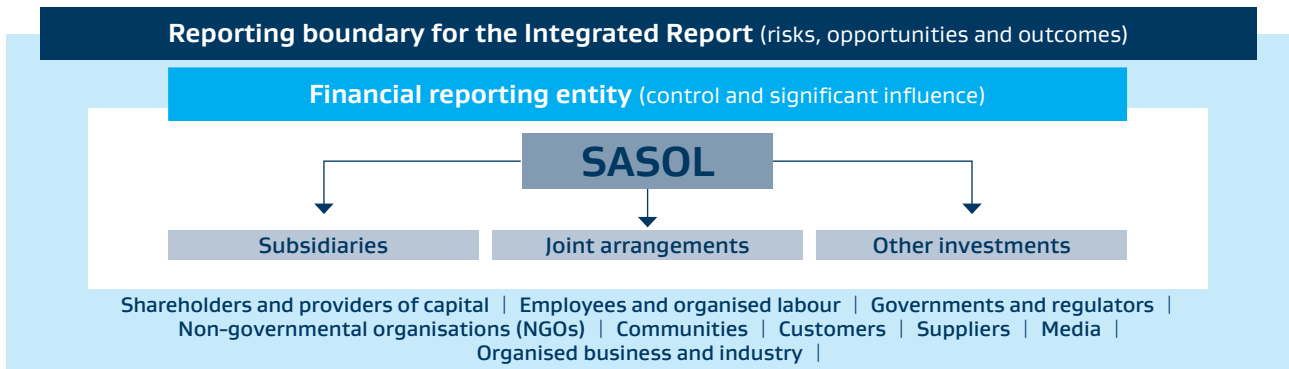 Reporting boundary for the Integrated Report (risks, opportunities and outcomes)
Financial reporting entity (control and significant influence)
SASOL
Subsidiaries
Joint arrangements
Other investments
Shareholders and providers of capital | Employees and organised labour | Governments and regulators |
Non-governmental organisations (NGOs) | Communities | Customers | Suppliers | Media |
Organised business and industry |